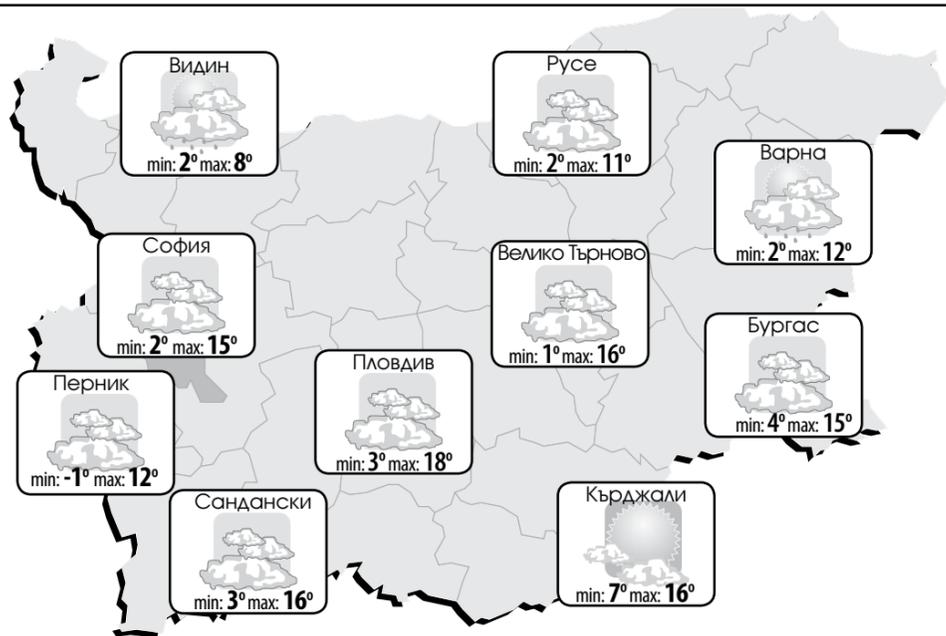 Видин
min: 2° max: 8°
Русе
min: 2° max: 11°
Варна
min: 2° max: 12°
София
min: 2° max: 15°
Велико Търново
min: 1° max: 16°
Бургас
min: 4° max: 15°
Пловдив
min: 3° max: 18°
Перник
min: -1° max: 12°
Сандански
min: 3° max: 16°
Кърджали
min: 7° max: 16°